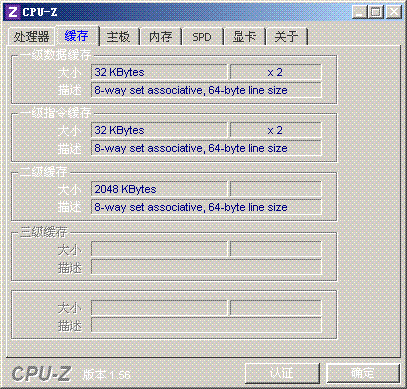 CPU-Z
处理器 缓存 主板 内存 SPD 显卡 关于
一级数据缓存
大小 32 KBytes x 2
描述 8-way set associative, 64-byte line size
一级指令缓存
大小 32 KBytes x 2
描述 8-way set associative, 64-byte line size
二级缓存
大小 2048 KBytes
描述 8-way set associative, 64-byte line size
三级缓存
大小
描述
大小
描述
CPU-Z 版本 1.56 认证 确定